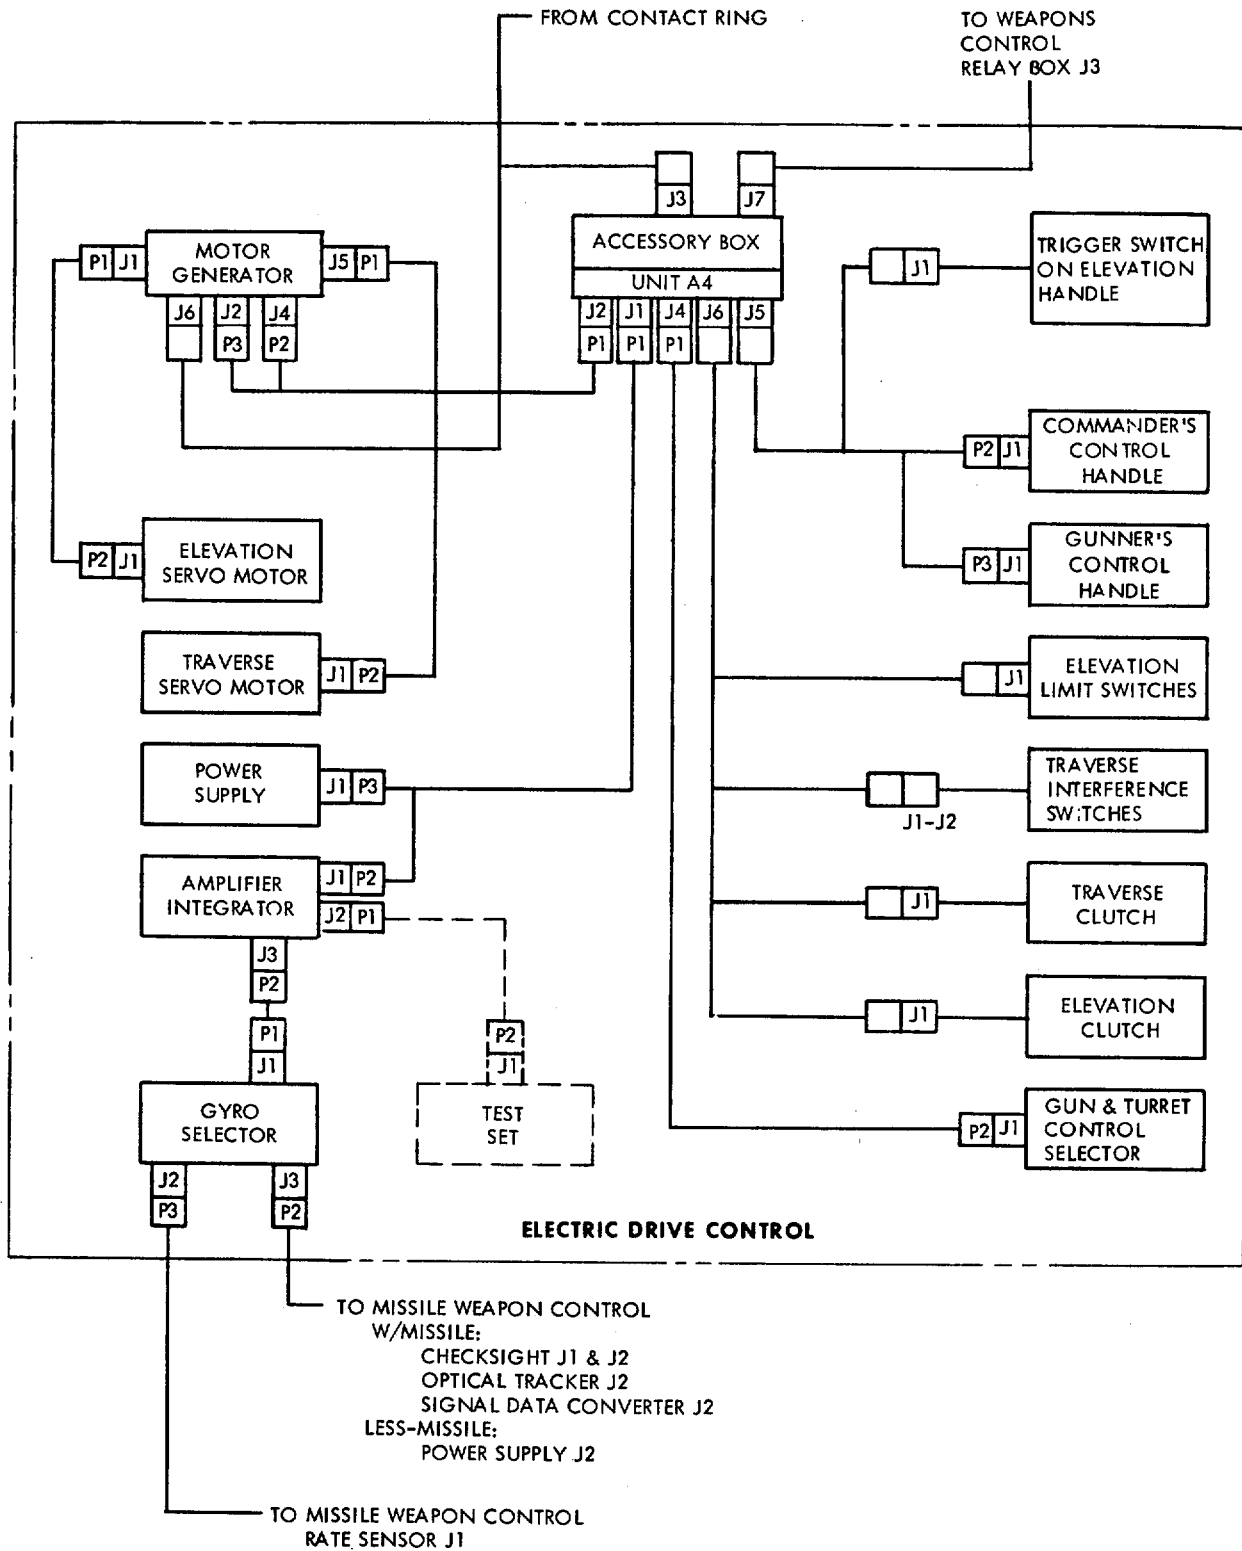 FROM CONTACT RING
TO WEAPONS
CONTROL
RELAY BOX J3
J3
J7
ACCESSORY BOX
UNIT A4
J2
J1
J4
J6
J5
P1
P1
P1
P1
J1
MOTOR
GENERATOR
J5
P1
J6
J2
J4
P3
P2
J1
TRIGGER SWITCH
ON ELEVATION
HANDLE
P2
J1
COMMANDER'S
CONTROL
HANDLE
P3
J1
GUNNER'S
CONTROL
HANDLE
P2
J1
ELEVATION
SERVO MOTOR
TRAVERSE
SERVO MOTOR
J1
P2
J1
ELEVATION
LIMIT SWITCHES
POWER
SUPPLY
J1
P3
J1-J2
TRAVERSE
INTERFERENCE
SWITCHES
AMPLIFIER
INTEGRATOR
J1
P2
J2
P1
J3
P2
J1
TRAVERSE
CLUTCH
P1
J1
P2
J1
J1
ELEVATION
CLUTCH
GYRO
SELECTOR
TEST
SET
P2
J1
GUN & TURRET
CONTROL
SELECTOR
J2
P3
J3
P2
ELECTRIC DRIVE CONTROL
TO MISSILE WEAPON CONTROL
W/MISSILE:
CHECKSIGHT J1 & J2
OPTICAL TRACKER J2
SIGNAL DATA CONVERTER J2
LESS-MISSILE:
POWER SUPPLY J2
TO MISSILE WEAPON CONTROL
RATE SENSOR J1